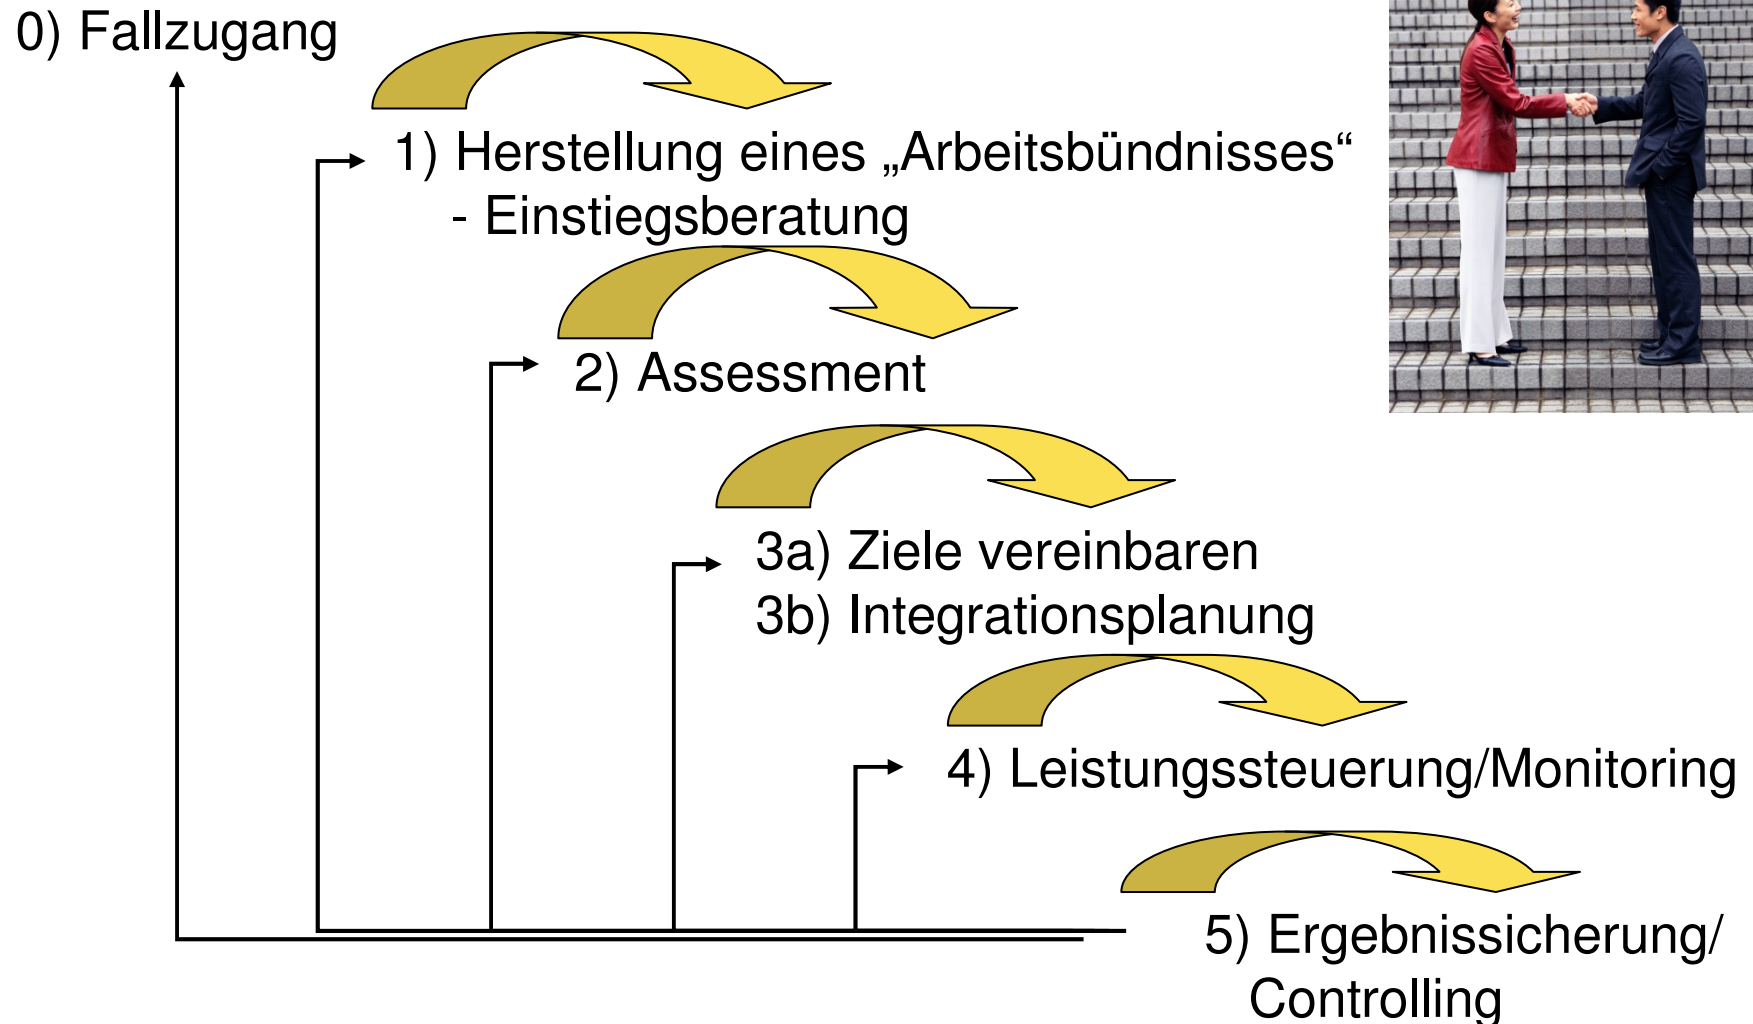 0) Fallzugang
1) Herstellung eines „Arbeitsbündnisses“
- Einstiegsberatung
2) Assessment
3a) Ziele vereinbaren
3b) Integrationsplanung
4) Leistungssteuerung/Monitoring
5) Ergebnissicherung/
Controlling